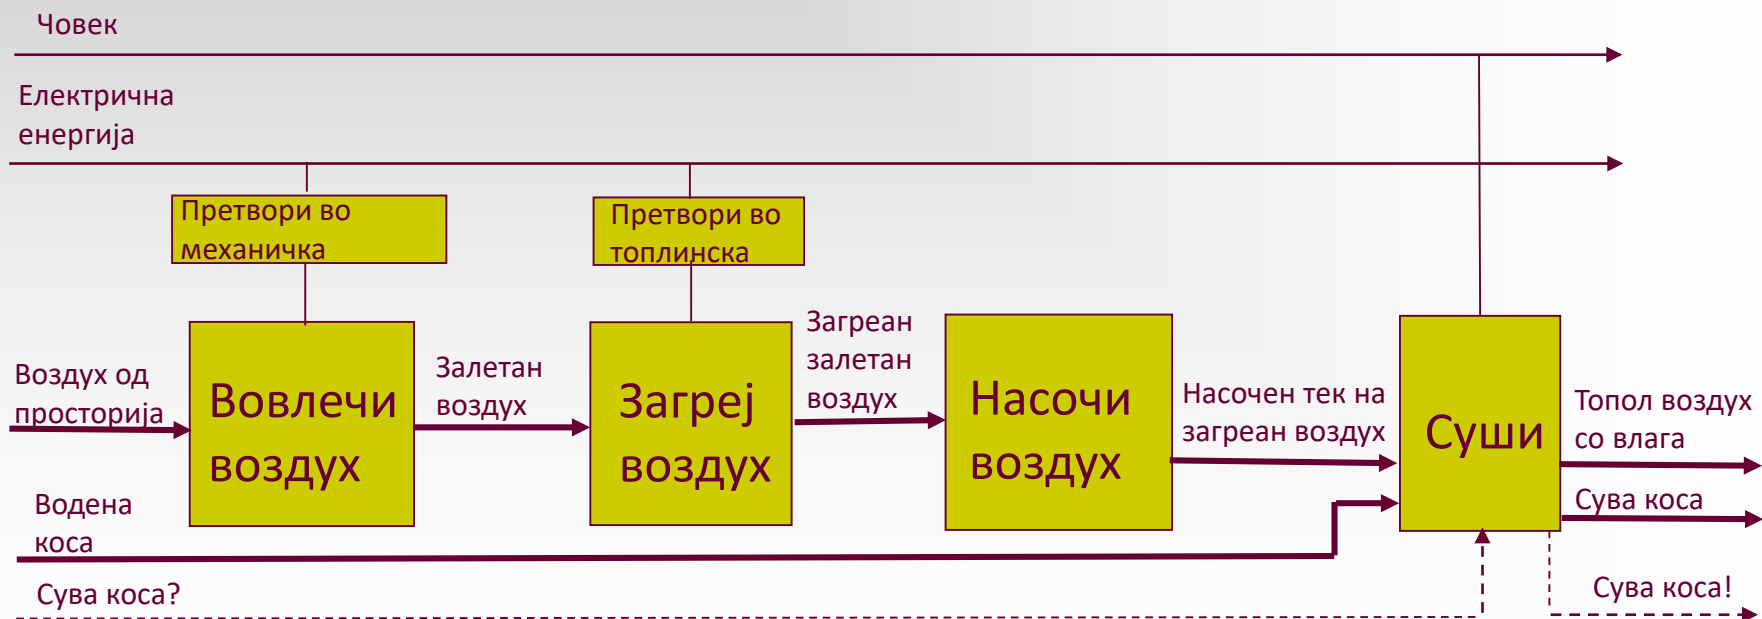 Човек
Електрична
енергија
Претвори во
механичка
Претвори во
топлинска
Воздух од
просторија
Вовлечи
воздух
Залетан
воздух
Загреј
воздух
Загреан
залетан
воздух
Насочи
воздух
Насочен тек на
загреан воздух
Суши
Топол воздух
со влага
Сува коса
Водена
коса
Сува коса?
Сува коса!